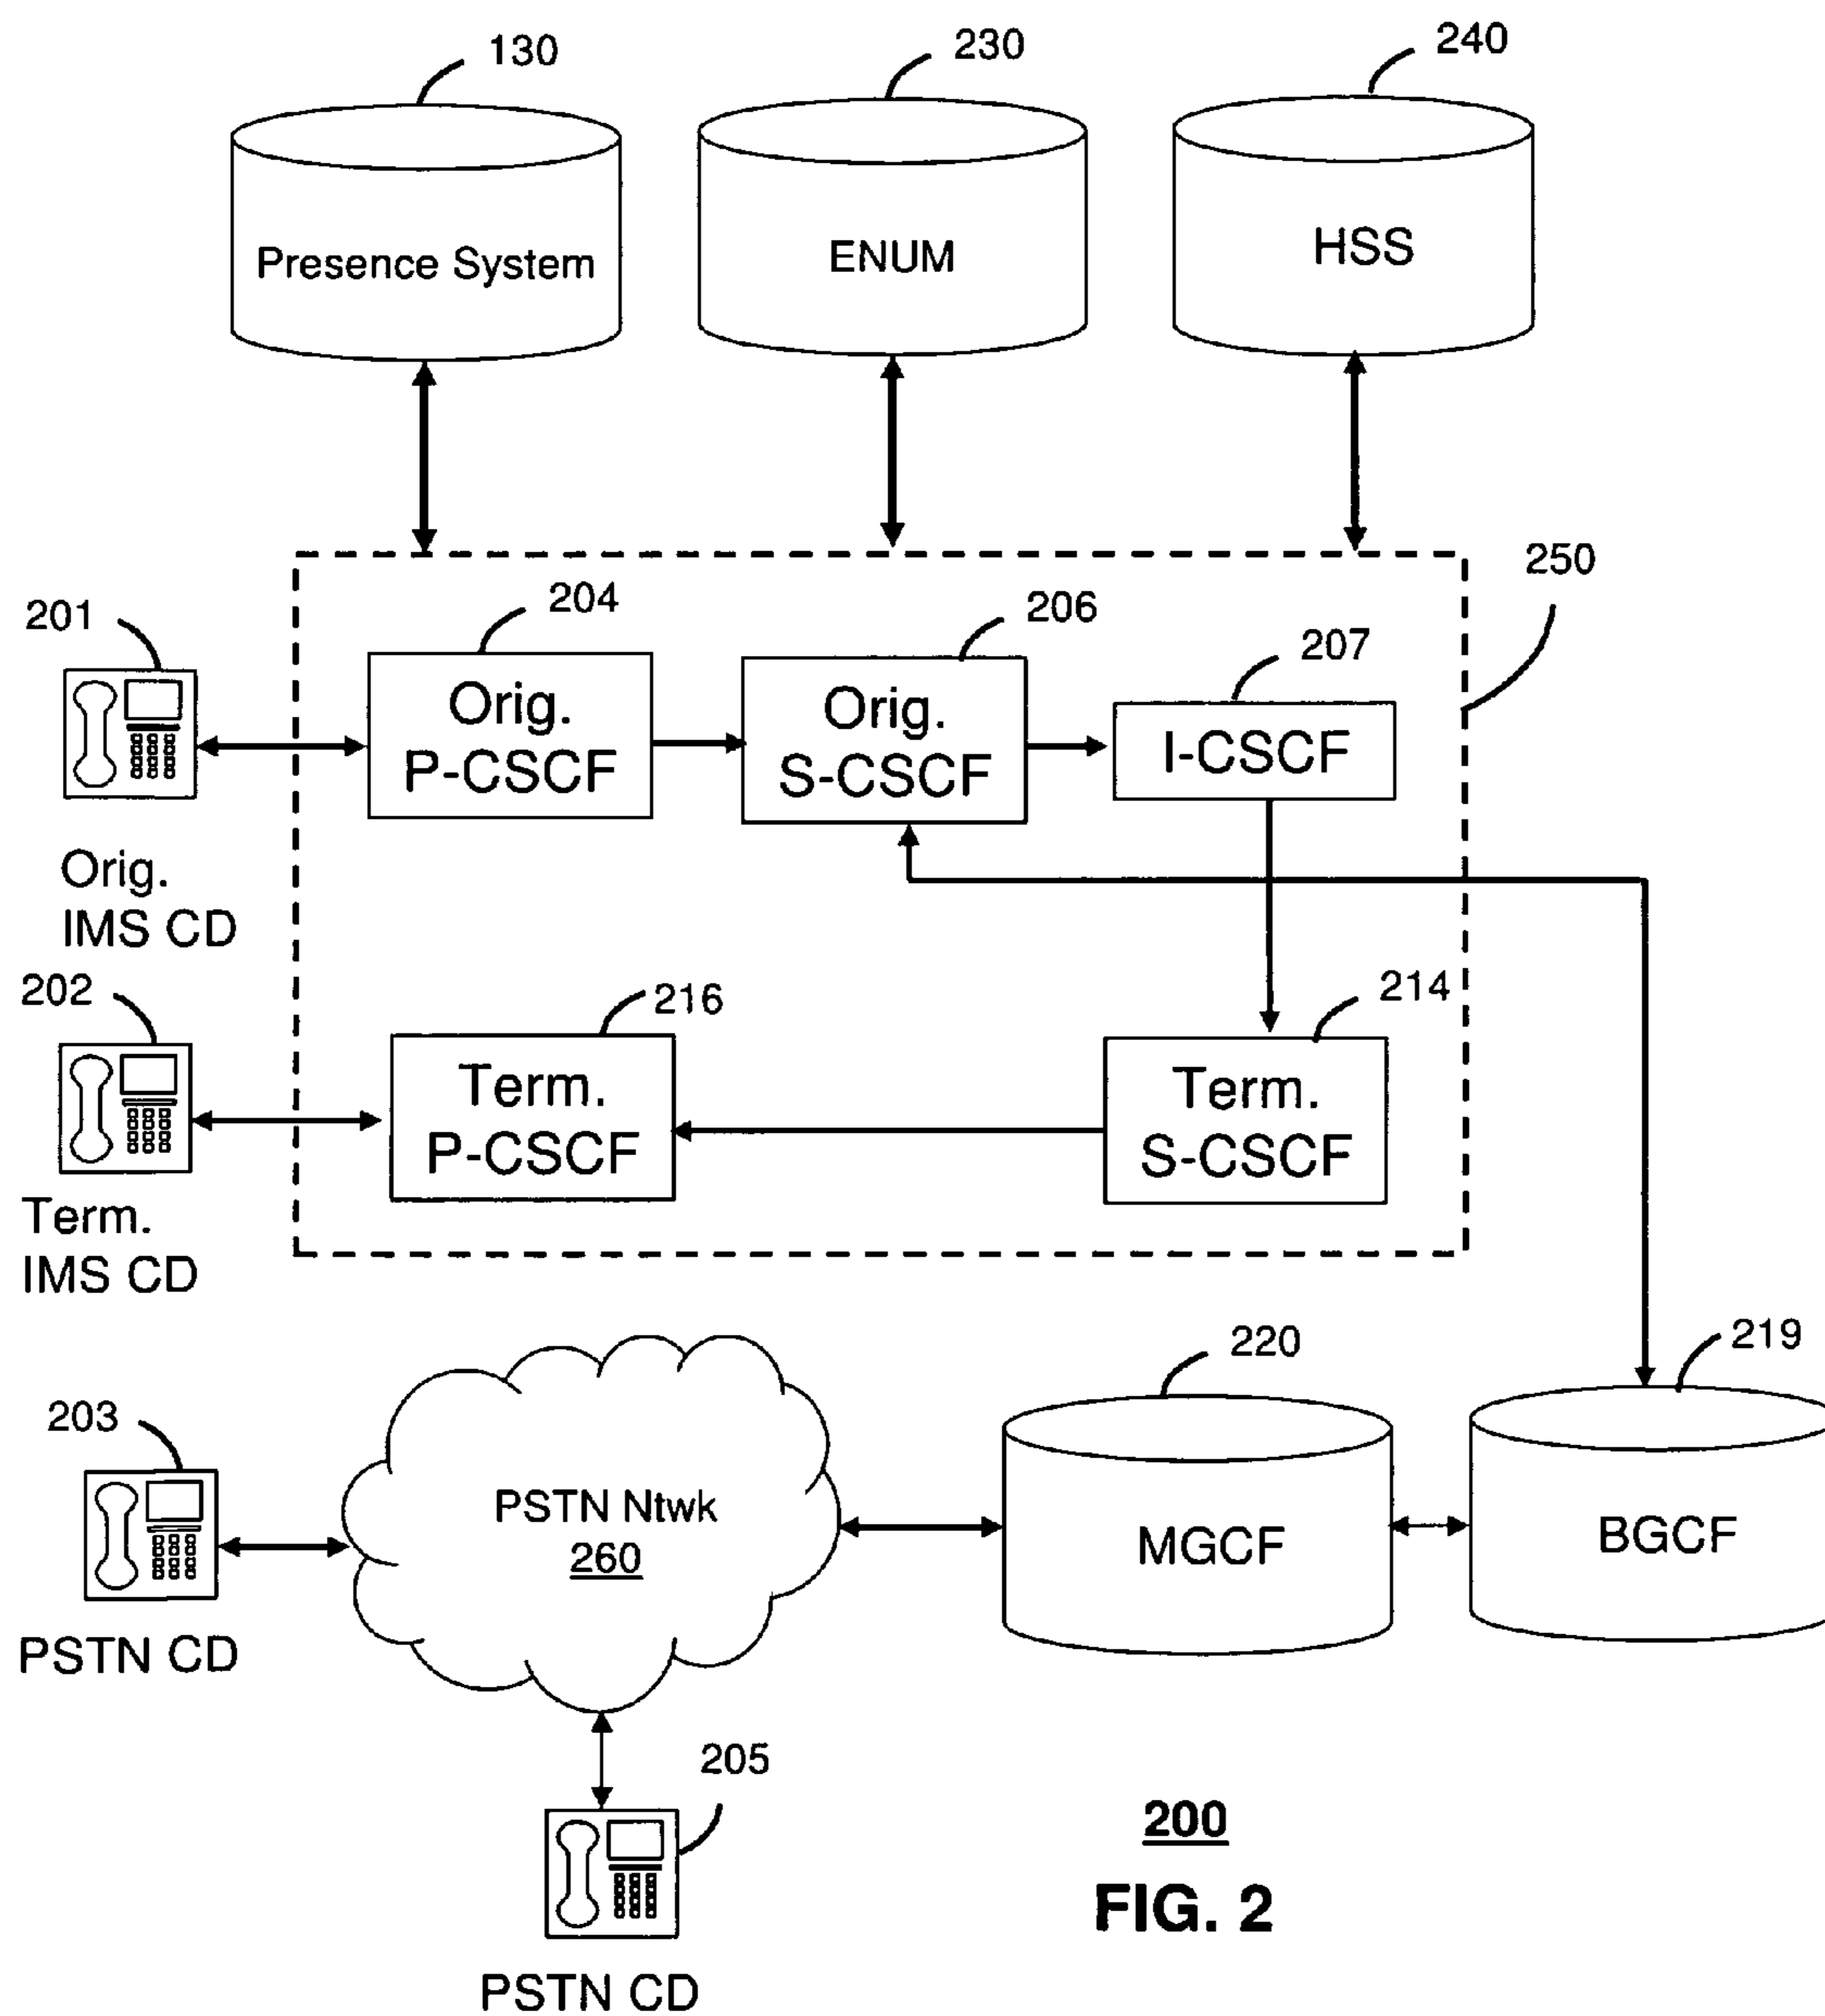 130
230
240
Presence System
ENUM
HSS
250
201
204
206
207
Orig.
P-CSCF
Orig.
S-CSCF
I-CSCF
Orig.
IMS CD
202
216
214
Term.
P-CSCF
Term.
S-CSCF
Term.
IMS CD
220
219
203
PSTN Ntwk
260
MGCF
BGCF
PSTN CD
205
PSTN CD
200
FIG. 2